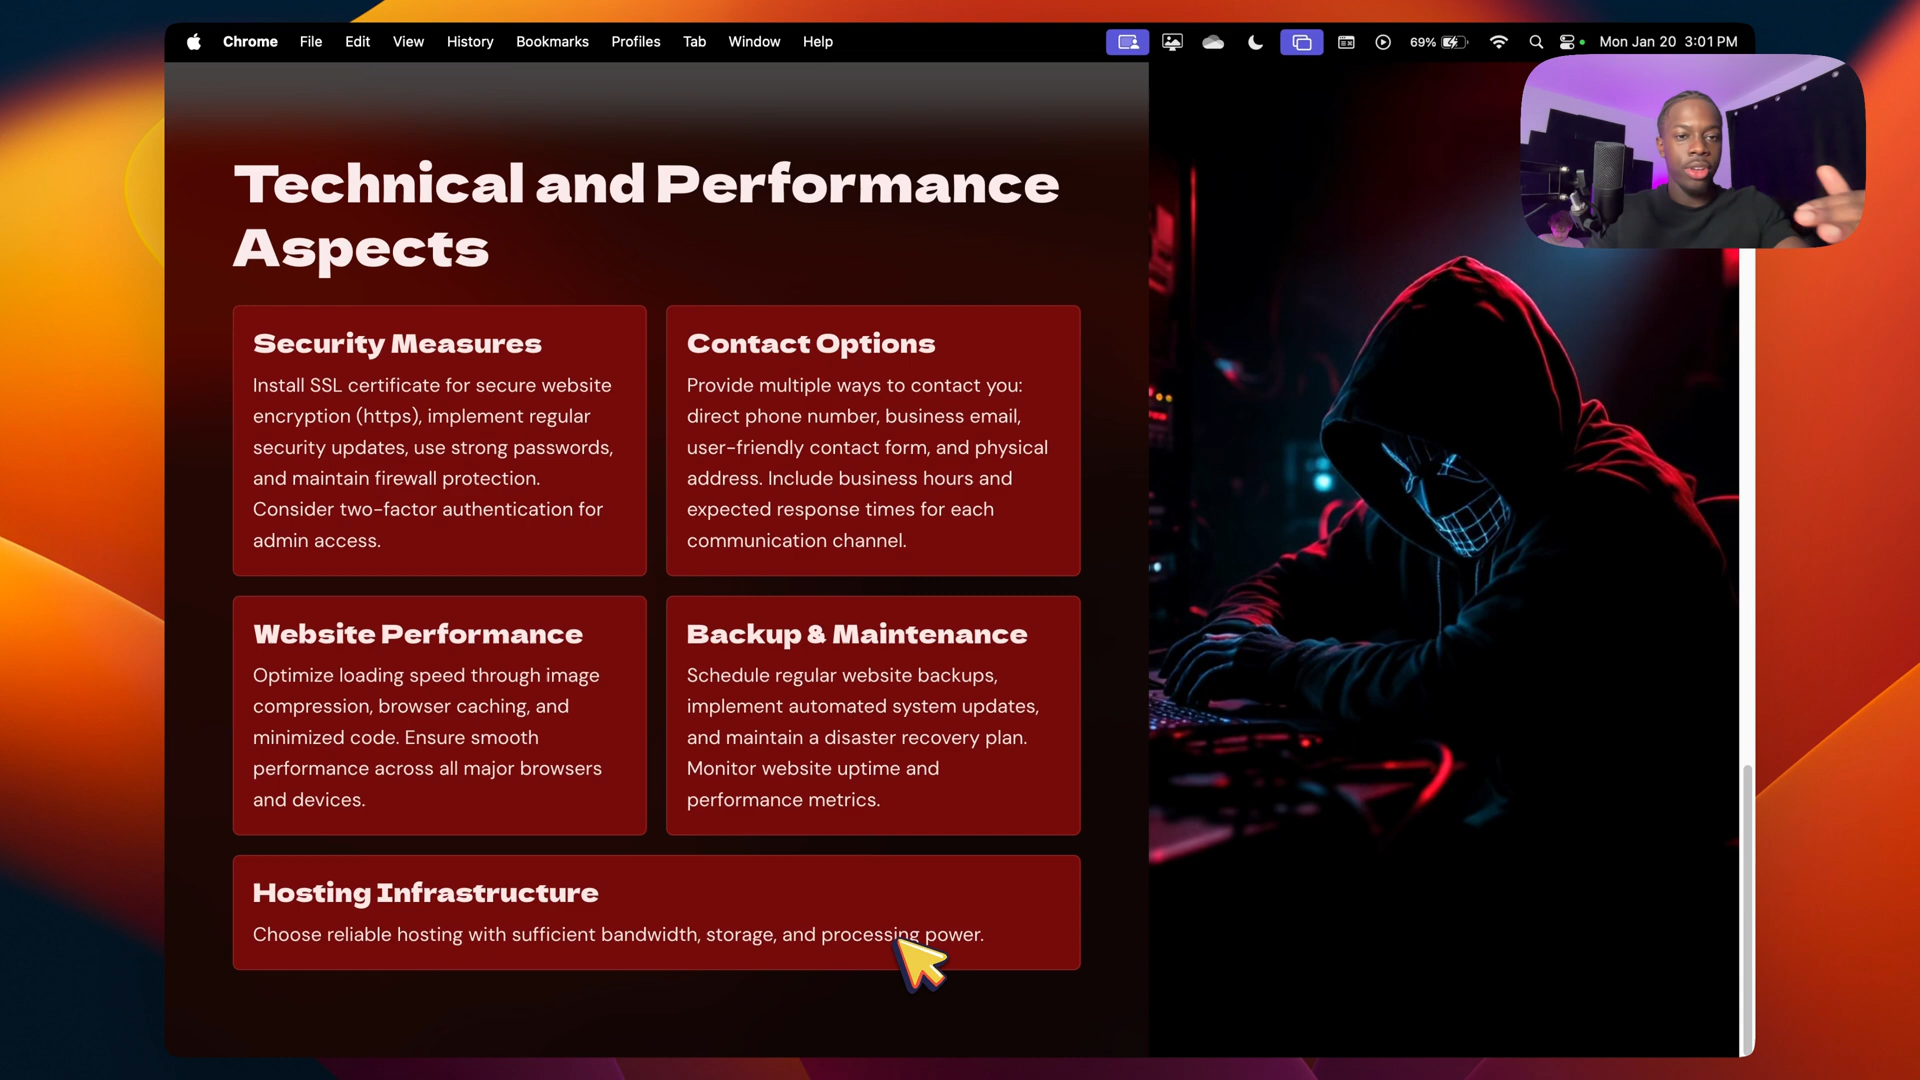 Chrome File Edit View History Bookmarks Profiles Tab Window Help 69% Mon Jan 20 3:01 PM
Technical and Performance
Aspects
Security Measures
Install SSL certificate for secure website
encryption (https), implement regular
security updates, use strong passwords,
and maintain firewall protection.
Consider two-factor authentication for
admin access.
Contact Options
Provide multiple ways to contact you:
direct phone number, business email,
user-friendly contact form, and physical
address. Include business hours and
expected response times for each
communication channel.
Website Performance
Optimize loading speed through image
compression, browser caching, and
minimized code. Ensure smooth
performance across all major browsers
and devices.
Backup & Maintenance
Schedule regular website backups,
implement automated system updates,
and maintain a disaster recovery plan.
Monitor website uptime and
performance metrics.
Hosting Infrastructure
Choose reliable hosting with sufficient bandwidth, storage, and processing power.